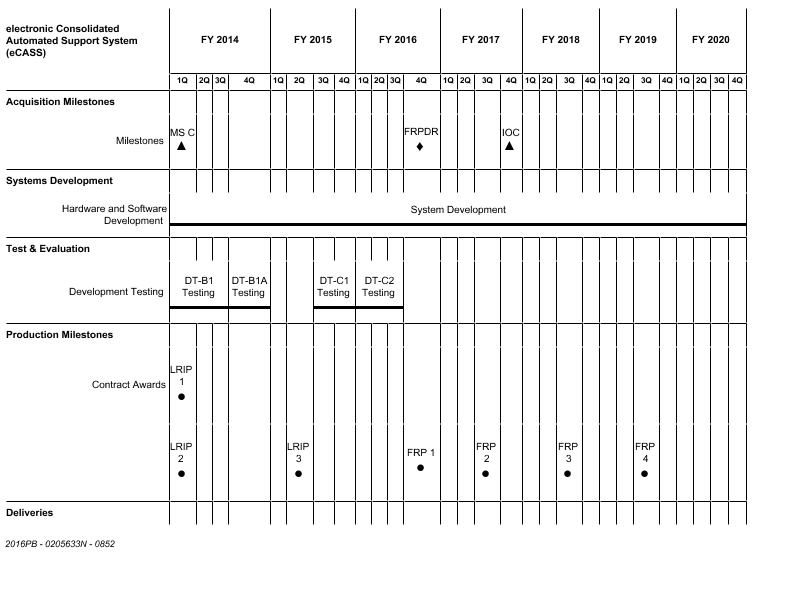 electronic Consolidated
Automated Support System
(eCASS)
FY 2014 FY 2015 FY 2016 FY 2017 FY 2018 FY 2019 FY 2020
1Q 2Q 3Q 4Q 1Q 2Q 3Q 4Q 1Q 2Q 3Q 4Q 1Q 2Q 3Q 4Q 1Q 2Q 3Q 4Q 1Q 2Q 3Q 4Q 1Q 2Q 3Q 4Q
Acquisition Milestones
Milestones MS C FRPDR IOC
Systems Development
Hardware and Software
Development
System Development
Test & Evaluation
Development Testing
DT-B1 DT-B1A DT-C1 DT-C2
Testing Testing Testing Testing
Production Milestones
Contract Awards
LRIP
1
LRIP LRIP FRP 1 FRP FRP FRP
2 3 2 3 4
Deliveries
2016PB - 0205633N - 0852